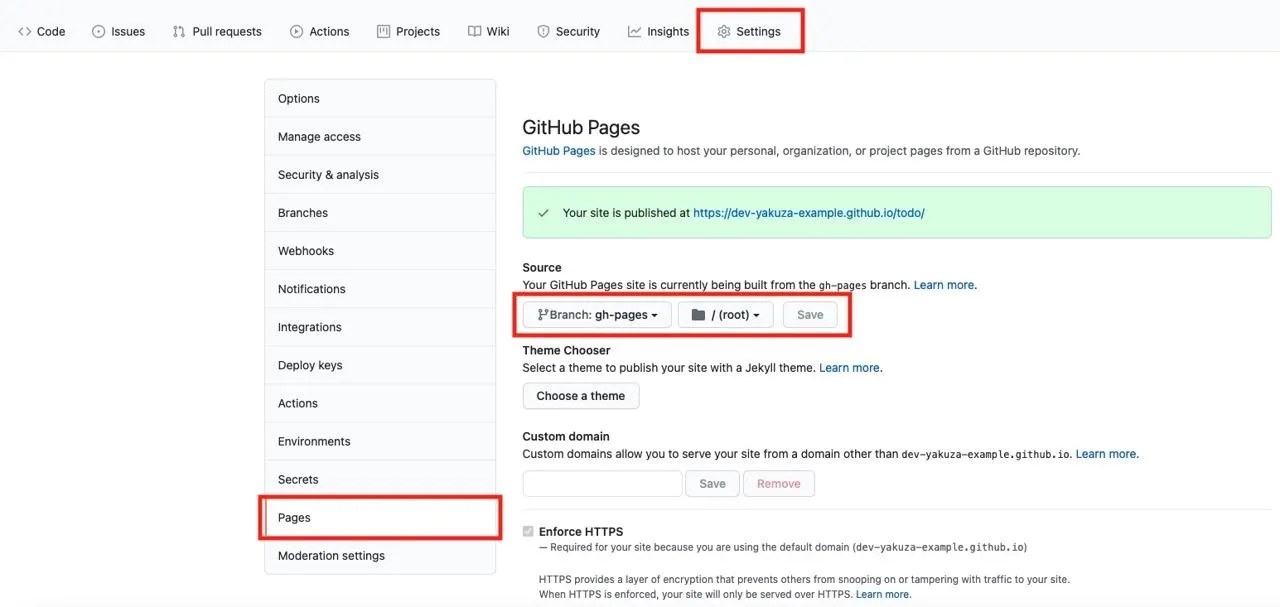 Code Issues Pull requests Actions Projects Wiki Security Insights Settings
Options
Manage access
Security & analysis
Branches
Webhooks
Notifications
Integrations
Deploy keys
Actions
Environments
Secrets
Pages
Moderation settings
GitHub Pages
GitHub Pages is designed to host your personal, organization, or project pages from a GitHub repository.
Your site is published at https://dev-yakuza-example.github.io/todo/
Source
Your GitHub Pages site is currently being built from the gh-pages branch. Learn more.
Branch: gh-pages / (root) Save
Theme Chooser
Select a theme to publish your site with a Jekyll theme. Learn more.
Choose a theme
Custom domain
Custom domains allow you to serve your site from a domain other than dev-yakuza-example.github.io. Learn more.
Save Remove
Enforce HTTPS
— Required for your site because you are using the default domain (dev-yakuza-example.github.io)
HTTPS provides a layer of encryption that prevents others from snooping on or tampering with traffic to your site.
When HTTPS is enforced, your site will only be served over HTTPS. Learn more.